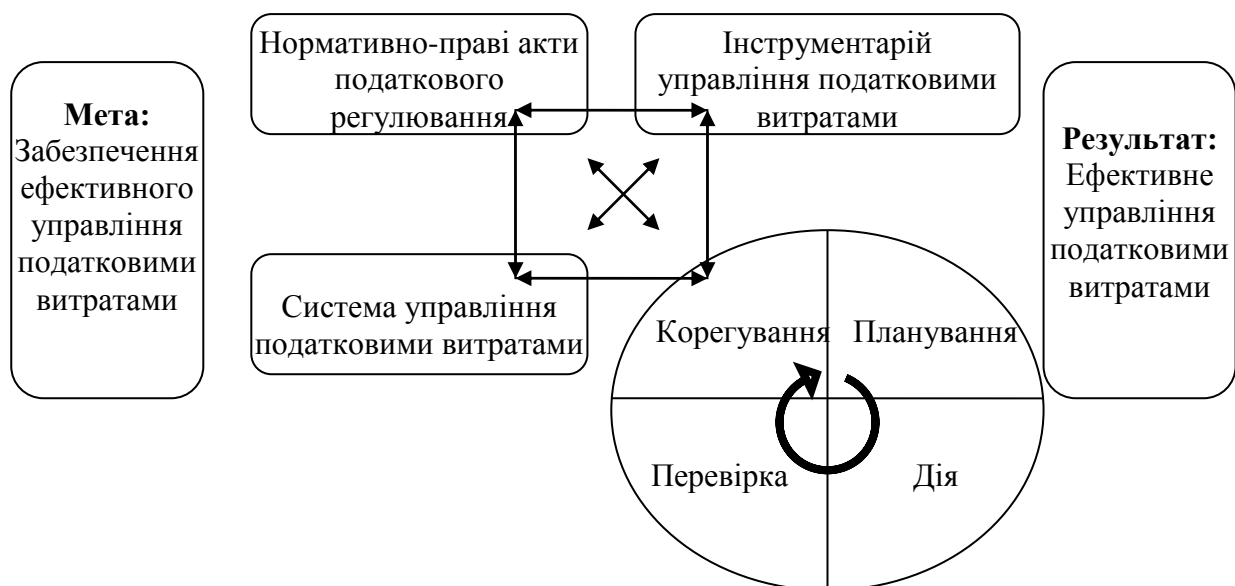 Мета:
Забезпечення
ефективного
управління
податковими
витратами
Нормативно-праві акти
податкового
регулювання
Інструментарій
управління податковими
витратами
Система управління
податковими витратами
Корегування
Планування
Перевірка
Дія
Результат:
Ефективне
управління
податковими
витратами